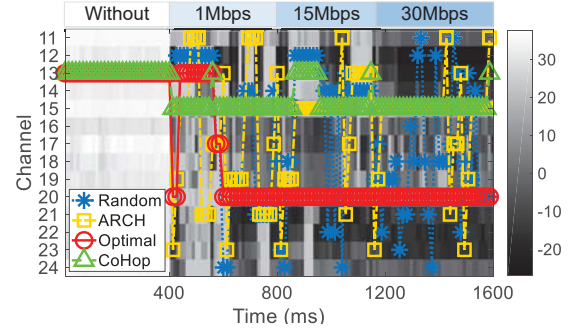 Without 1Mbps 15Mbps 30Mbps
11
12
13
14
15
16
17
18
19
20
21
22
23
24
Channel
Random
ARCH
Optimal
CoHop
400 800 1200 1600
Time (ms)
30
20
10
0
-10
-20